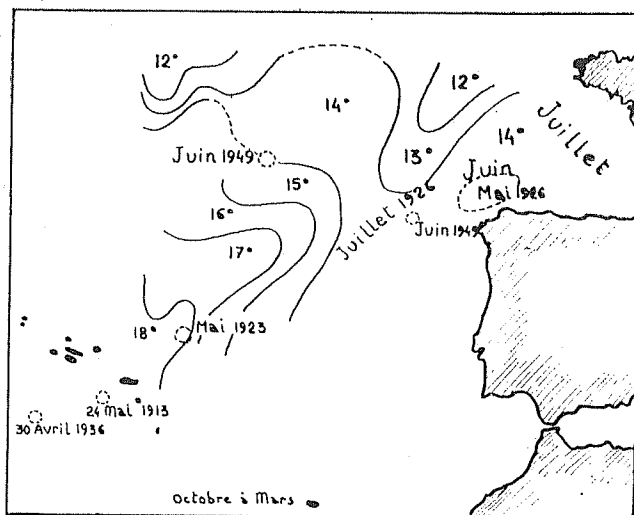 12°
12°
14°
14°
Juillet
13°
Juin 1949
Juin
Mai 1926
15°
Juillet 1926
16°
Juin 1949
17°
18°
Mai 1923
24 Mai 1913
30 Avril 1936
Octobre à Mars